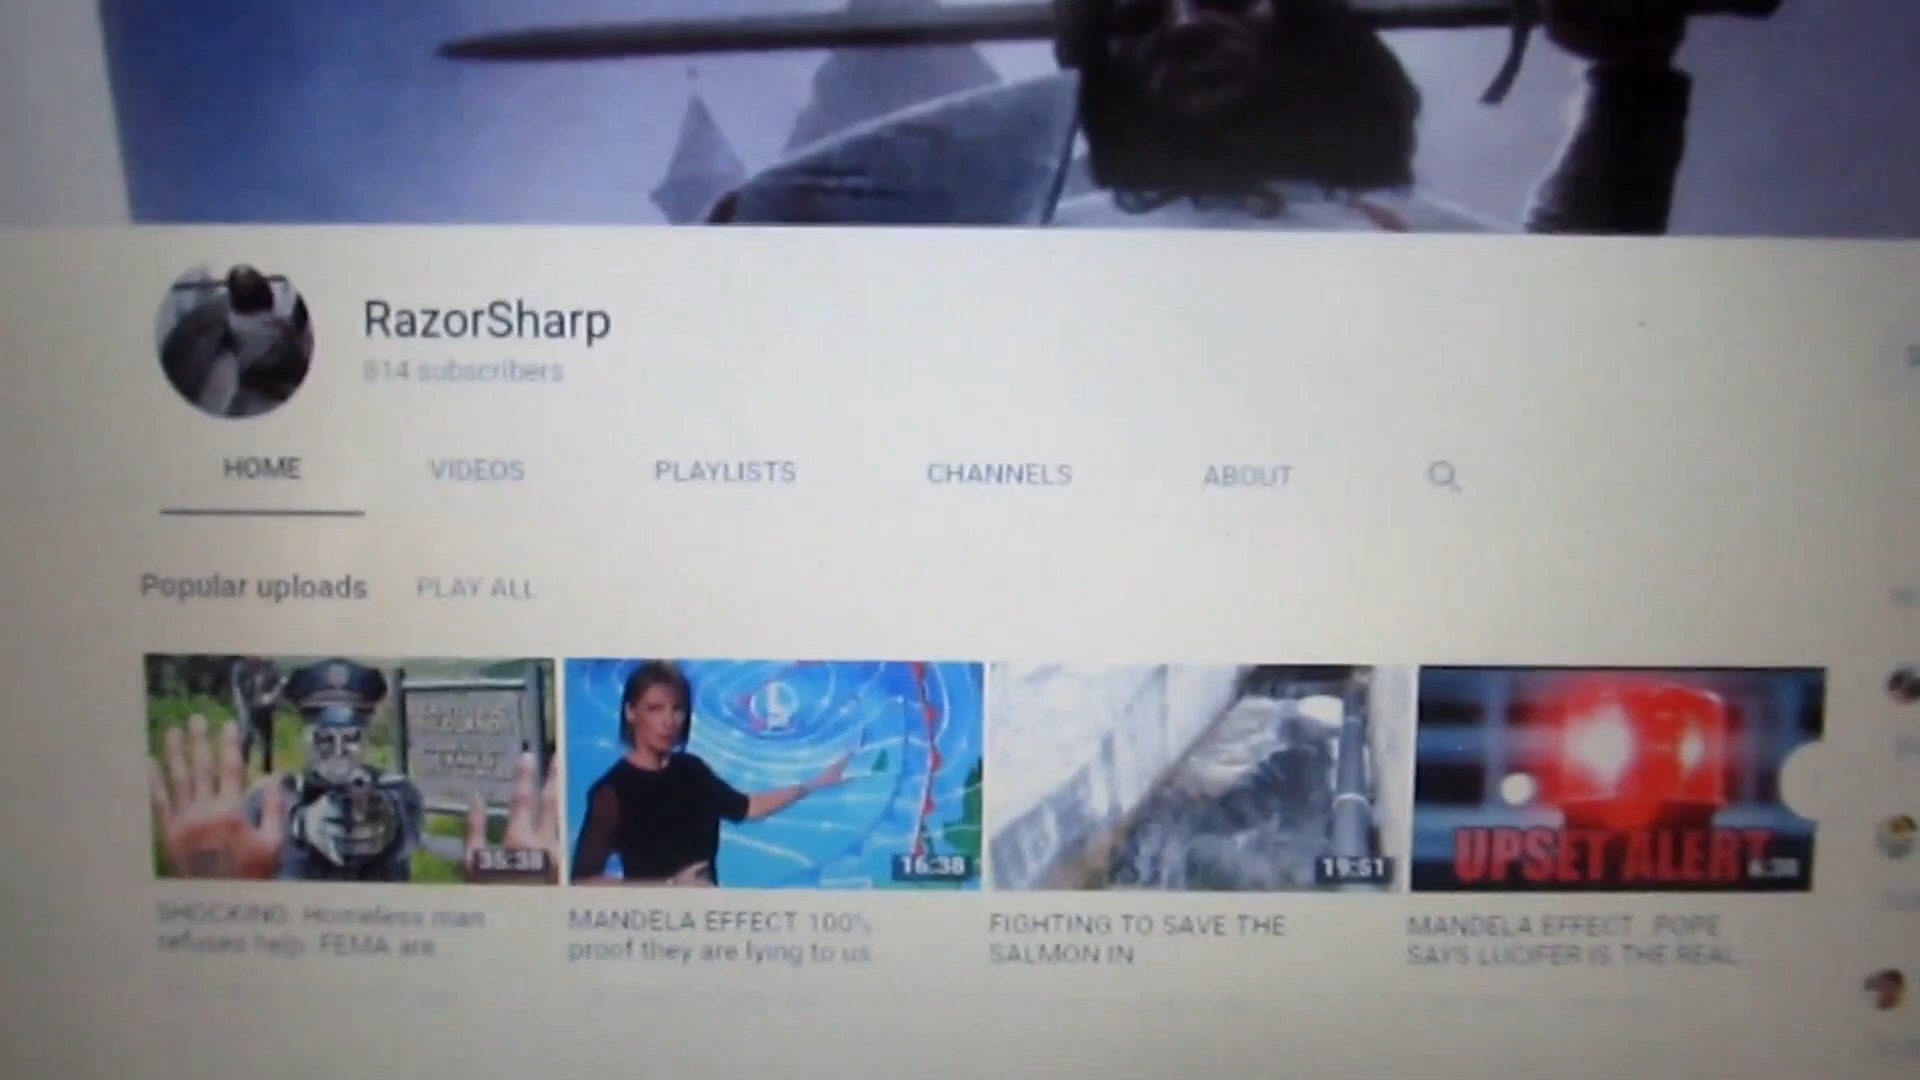 RazorSharp
814 subscribers
HOME VIDEOS PLAYLISTS CHANNELS ABOUT
Popular uploads PLAY ALL
35:38
16:38
19:51
UPSET ALERT
6:38
SHOCKING Homeless man
refuses help. FEMA are
MANDELA EFFECT 100%
proof they are lying to us
FIGHTING TO SAVE THE
SALMON IN
MANDELA EFFECT . POPE
SAYS LUCIFER IS THE REAL